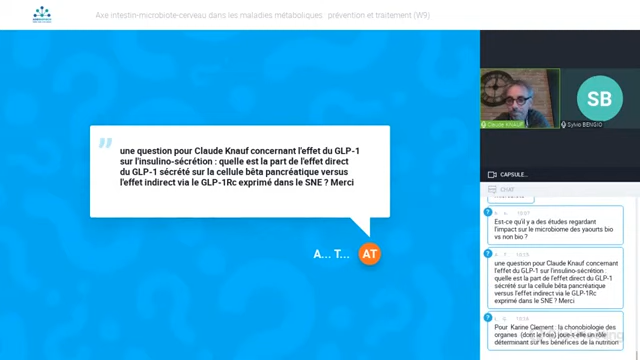 Axe intestin-microbiote-cerveau dans les maladies métaboliques : prévention et traitement (W9)
une question pour Claude Knauf concernant l'effet du GLP-1
sur l'insulino-sécrétion : quelle est la part de l'effet direct
du GLP-1 sécrété sur la cellule bêta pancréatique versus
l'effet indirect via le GLP-1Rc exprimé dans le SNE ? Merci
A... T...
AT
SB
Claude KNAUF
Sylvie BENGIO
CAPSULE...
CHAT
Est-ce qu'il y a des études regardant
l'impact sur le microbiome des yaourts bio
vs non bio ?
une question pour Claude Knauf concernant
l'effet du GLP-1 sur l'insulino-sécrétion :
quelle est la part de l'effet direct du GLP-1
sécrété sur la cellule bêta pancréatique
versus l'effet indirect via le GLP-1Rc
exprimé dans le SNE ? Merci
Pour Karine Clément : la chonobiologie des
organes (dont le foie) joue-t-elle un rôle
déterminant sur les bénéfices de la nutrition